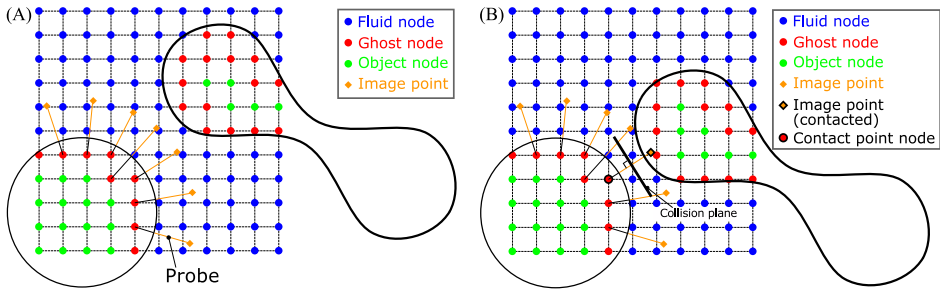 (A)
Fluid node
Ghost node
Object node
Image point
Probe
(B)
Fluid node
Ghost node
Object node
Image point
Image point
(contacted)
Contact point node
Collision plane